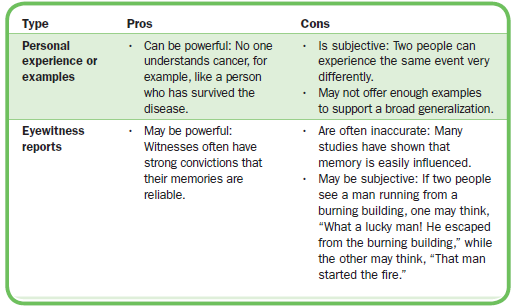 Type Pros Cons
Personal experience or examples
· Can be powerful: No one
understands cancer, for
example, like a person
who has survived the
disease.
· Is subjective: Two people can
experience the same event very
differently.
· May not offer enough examples
to support a broad generalization.
Eyewitness
reports
· May be powerful:
Witnesses often have
strong convictions that
their memories are
reliable.
· Are often inaccurate: Many
studies have shown that
memory is easily influenced.
· May be subjective: If two people
see a man running from a
burning building, one may think,
“What a lucky man! He escaped
from the burning building,” while
the other may think, “That man
started the fire.”